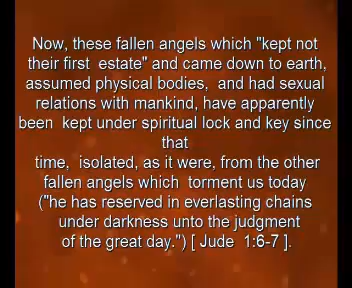 Now, these fallen angels which "kept not
their first estate" and came down to earth,
assumed physical bodies, and had sexual
relations with mankind, have apparently
been kept under spiritual lock and key since
that
time, isolated, as it were, from the other
fallen angels which torment us today
("he has reserved in everlasting chains
under darkness unto the judgment
of the great day.") [ Jude 1:6-7 ].